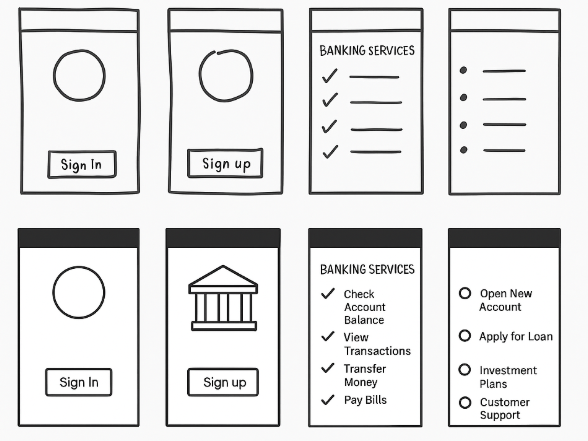 Sign In
Sign up
BANKING SERVICES
Sign In
Sign up
BANKING SERVICES
Check
Account
Balance
View
Transactions
Transfer
Money
Pay Bills
Open New
Account
Apply for Loan
Investment
Plans
Customer
Support